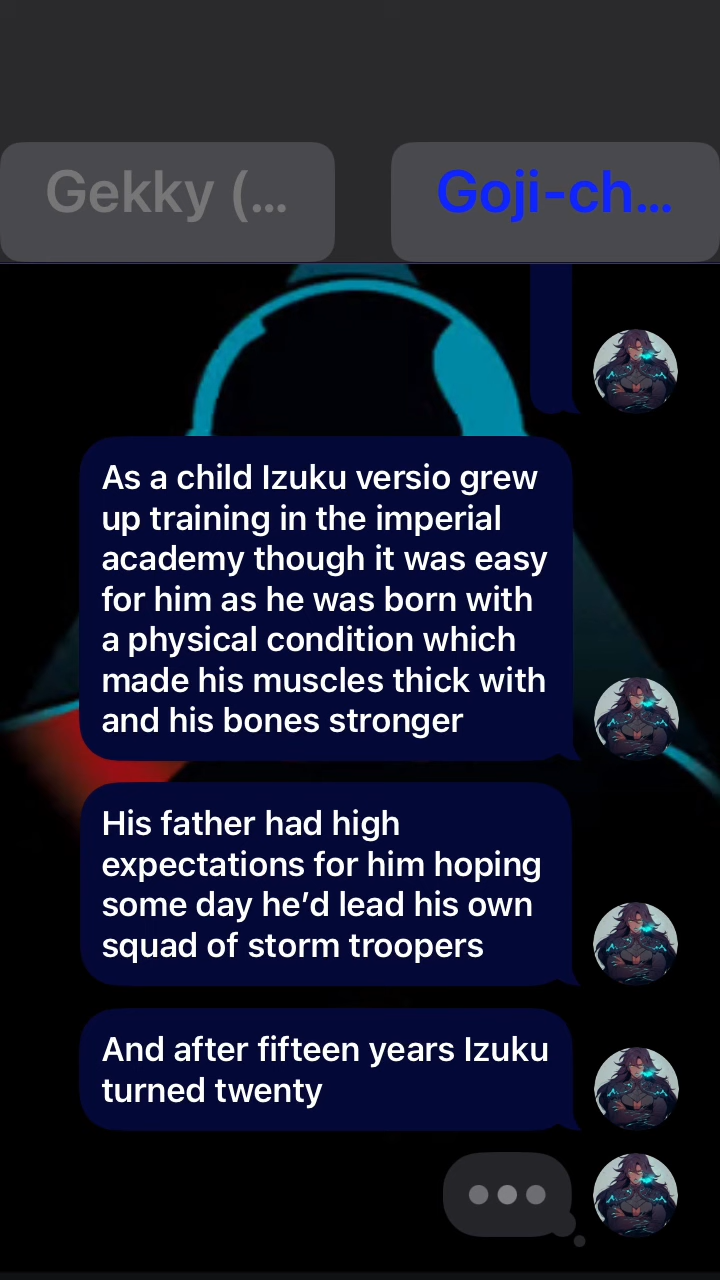 Gekky (...
Goji-ch...
As a child Izuku versio grew
up training in the imperial
academy though it was easy
for him as he was born with
a physical condition which
made his muscles thick with
and his bones stronger
His father had high
expectations for him hoping
some day he’d lead his own
squad of storm troopers
And after fifteen years Izuku
turned twenty